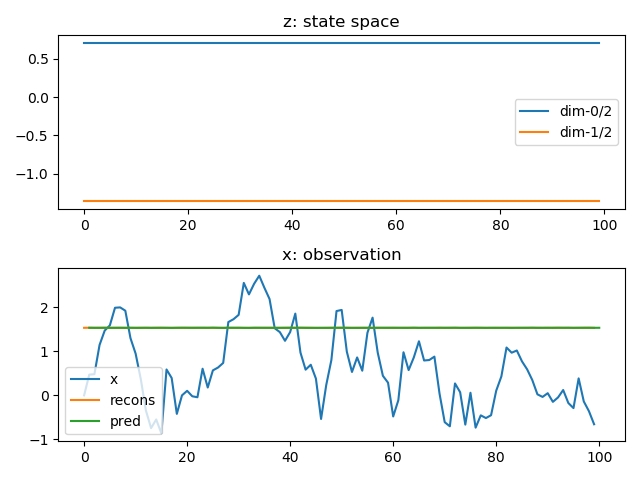 z: state space
0.5
0.0
−0.5
−1.0
dim-0/2
dim-1/2
0 20 40 60 80 100
x: observation
2
1
0
−1
x
recons
pred
0 20 40 60 80 100